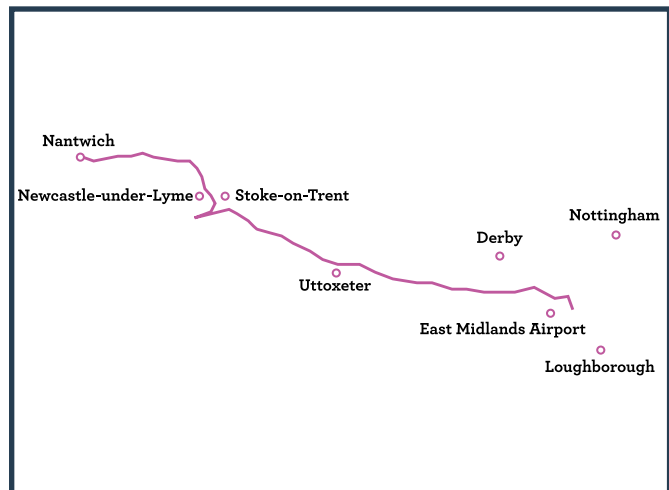 Nantwich
Newcastle-under-Lyme
Stoke-on-Trent
Nottingham
Derby
Uttoxeter
East Midlands Airport
Loughborough